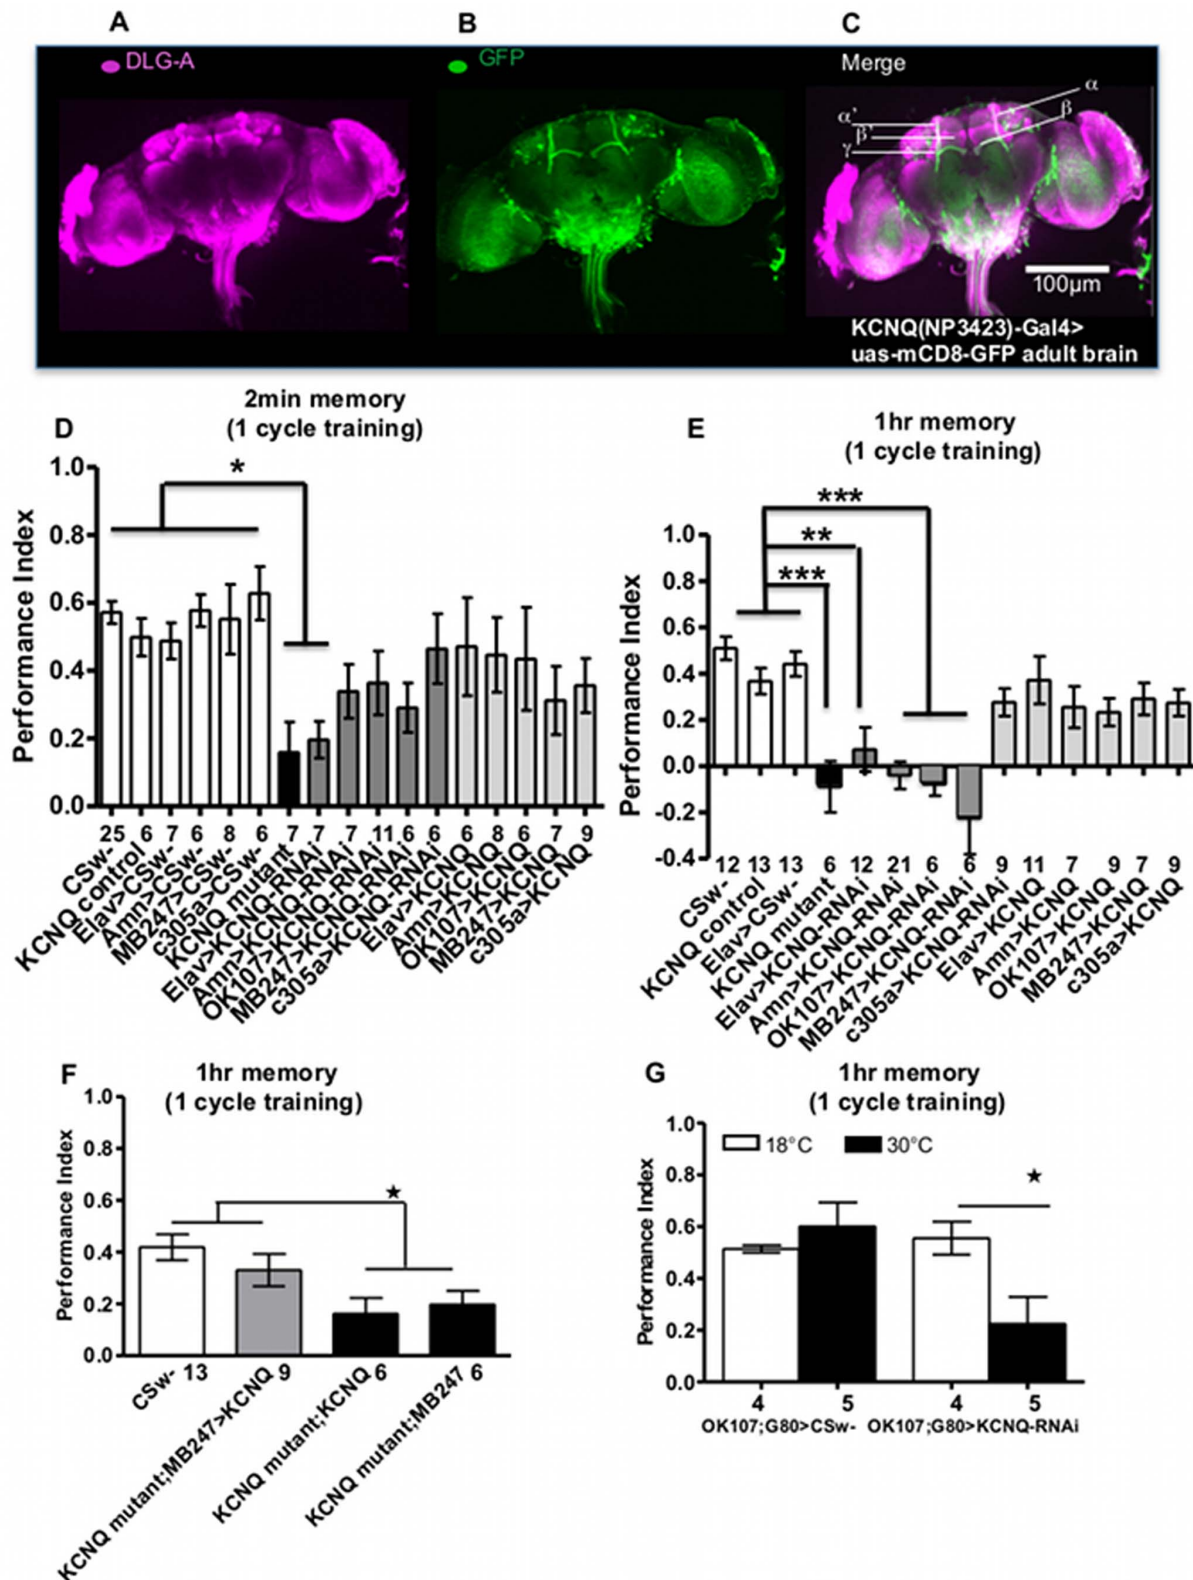 A
B
C
DLG-A
GFP
Merge
α
β
α'
β'
γ
100μm
KCNQ(NP3423)-Gal4>
uas-mCD8-GFP adult brain
D
2min memory
(1 cycle training)
*
Performance Index
1.0
0.8
0.6
0.4
0.2
0.0
25 6 7 6 8 6 7 7 7 11 6 6 6 8 6 7 9
CSw-
KCNQ control
Elav>CSw-
Amn>CSw-
MB247>CSw-
c305a>CSw-
KCNQ mutant
Elav>KCNQ-RNAi
Amn>KCNQ-RNAi
OK107>KCNQ-RNAi
MB247>KCNQ-RNAi
c305a>KCNQ-RNAi
Elav>KCNQ
Amn>KCNQ
OK107>KCNQ
MB247>KCNQ
c305a>KCNQ
E
1hr memory
(1 cycle training)
***
**
***
Performance Index
1.0
0.8
0.6
0.4
0.2
0.0
-0.2
-0.4
12 13 13 6 12 21 6 6 9 11 7 9 7 9
CSw-
KCNQ control
Elav>CSw-
KCNQ mutant
Elav>KCNQ-RNAi
Amn>KCNQ-RNAi
OK107>KCNQ-RNAi
MB247>KCNQ-RNAi
c305a>KCNQ-RNAi
Elav>KCNQ
Amn>KCNQ
OK107>KCNQ
MB247>KCNQ
c305a>KCNQ
F
1hr memory
(1 cycle training)
★
Performance Index
1.0
0.8
0.6
0.4
0.2
0.0
CSw- 13
KCNQ mutant;MB247>KCNQ 9
KCNQ mutant;KCNQ 6
KCNQ mutant;MB247 6
G
1hr memory
(1 cycle training)
18°C 30°C
★
Performance Index
1.0
0.8
0.6
0.4
0.2
0.0
4 5 4 5
OK107;G80>CSw- OK107;G80>KCNQ-RNAi